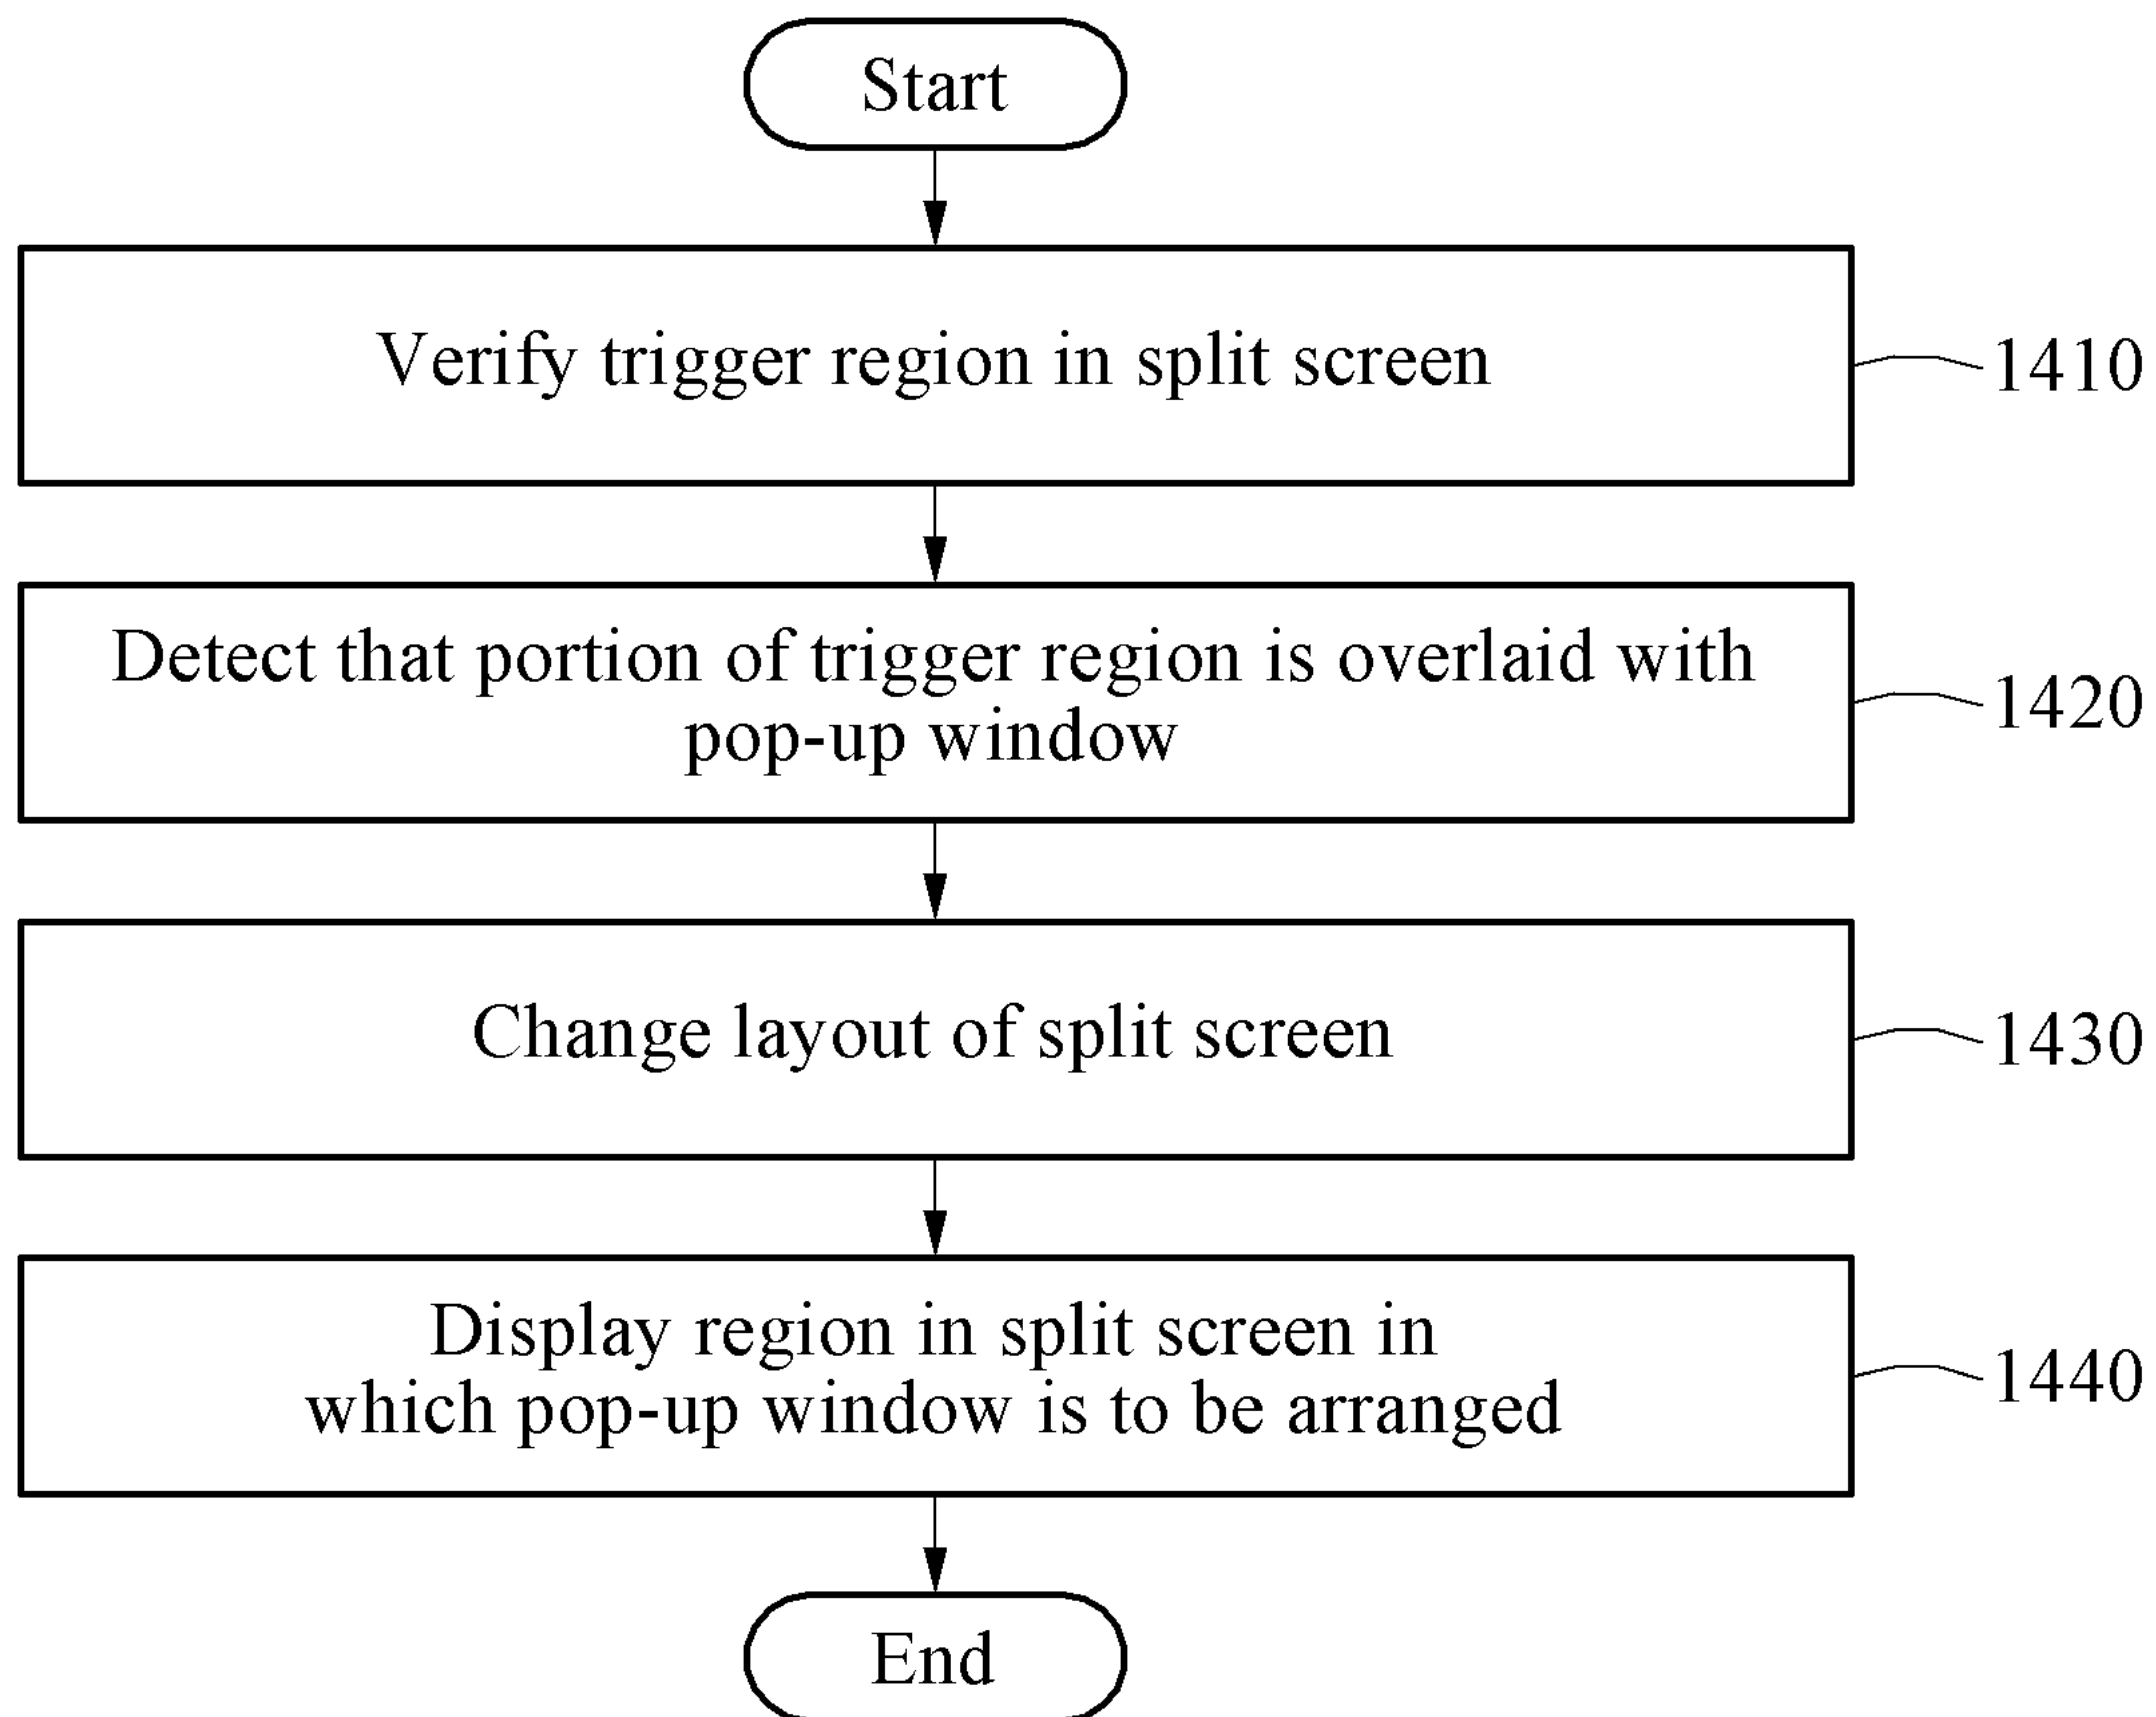 Start
Verify trigger region in split screen
1410
Detect that portion of trigger region is overlaid with
pop-up window
1420
Change layout of split screen
1430
Display region in split screen in
which pop-up window is to be arranged
1440
End